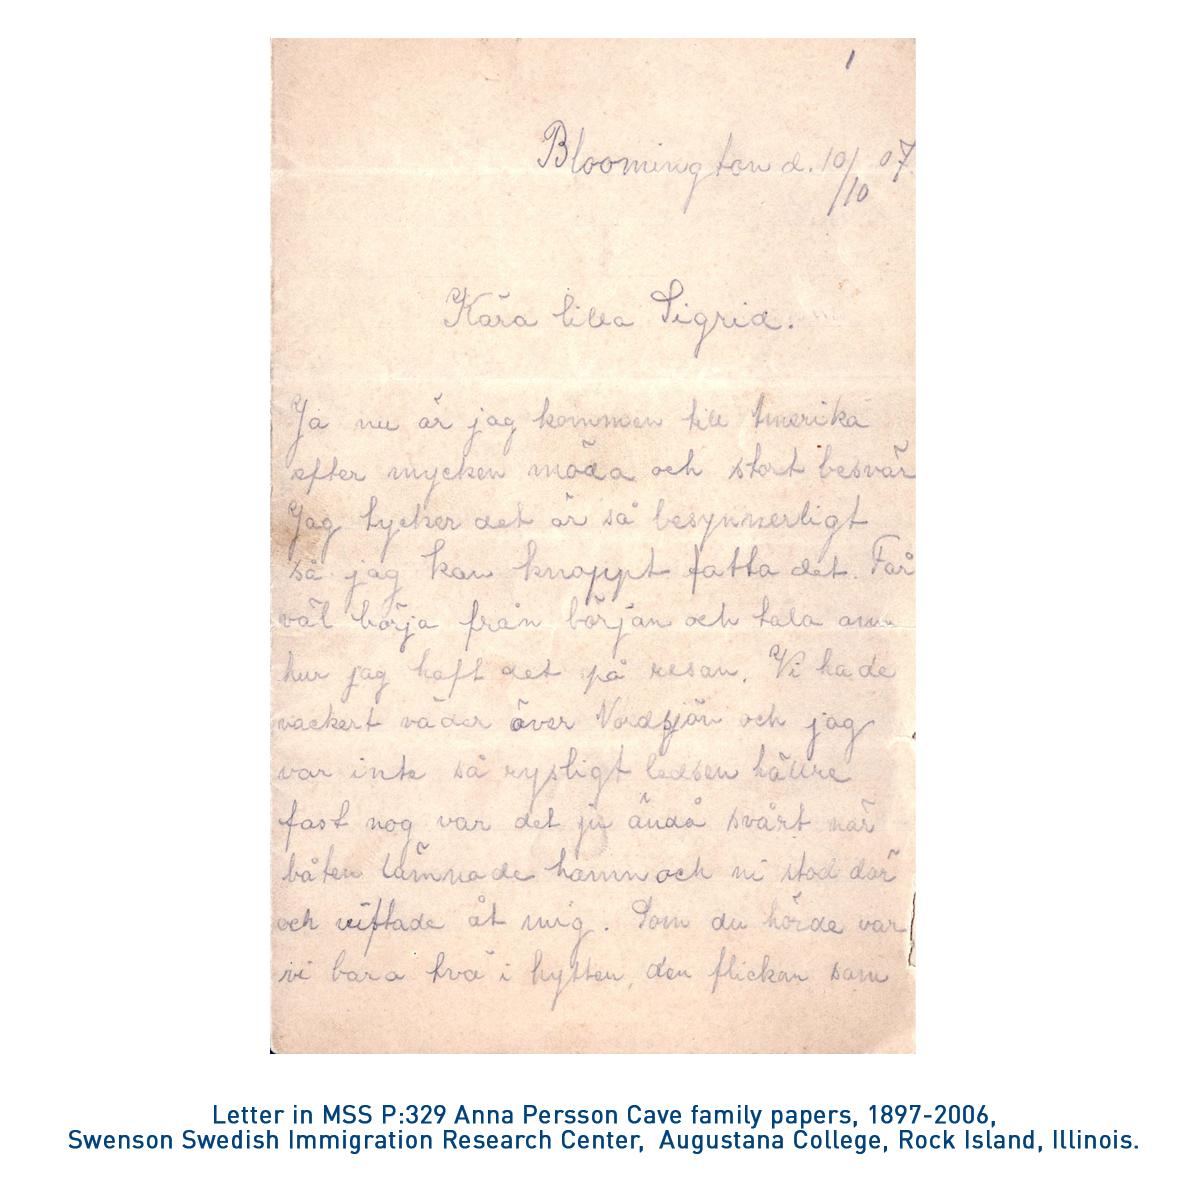 1
Bloomington d. 10/10 07.
Kära lilla Sigrid.
Ja nu är jag kommen till Amerika
efter mycken möda och stort besvär
Jag tycker det är så besynnerligt
så jag kan knappt fatta det. Får
väl börja från början och tala om
hur jag haft det på resan. Vi hade
vackert väder över Nordsjön och jag
var inte så rysligt ledsen hällre
fast nog var det ju ändå svårt när
båten lämnade hamn och ni stod där
och viftade åt mig. Som du hörde var
vi bara två i hytten, den flickan som
Letter in MSS P:329 Anna Persson Cave family papers, 1897-2006,
Swenson Swedish Immigration Research Center, Augustana College, Rock Island, Illinois.